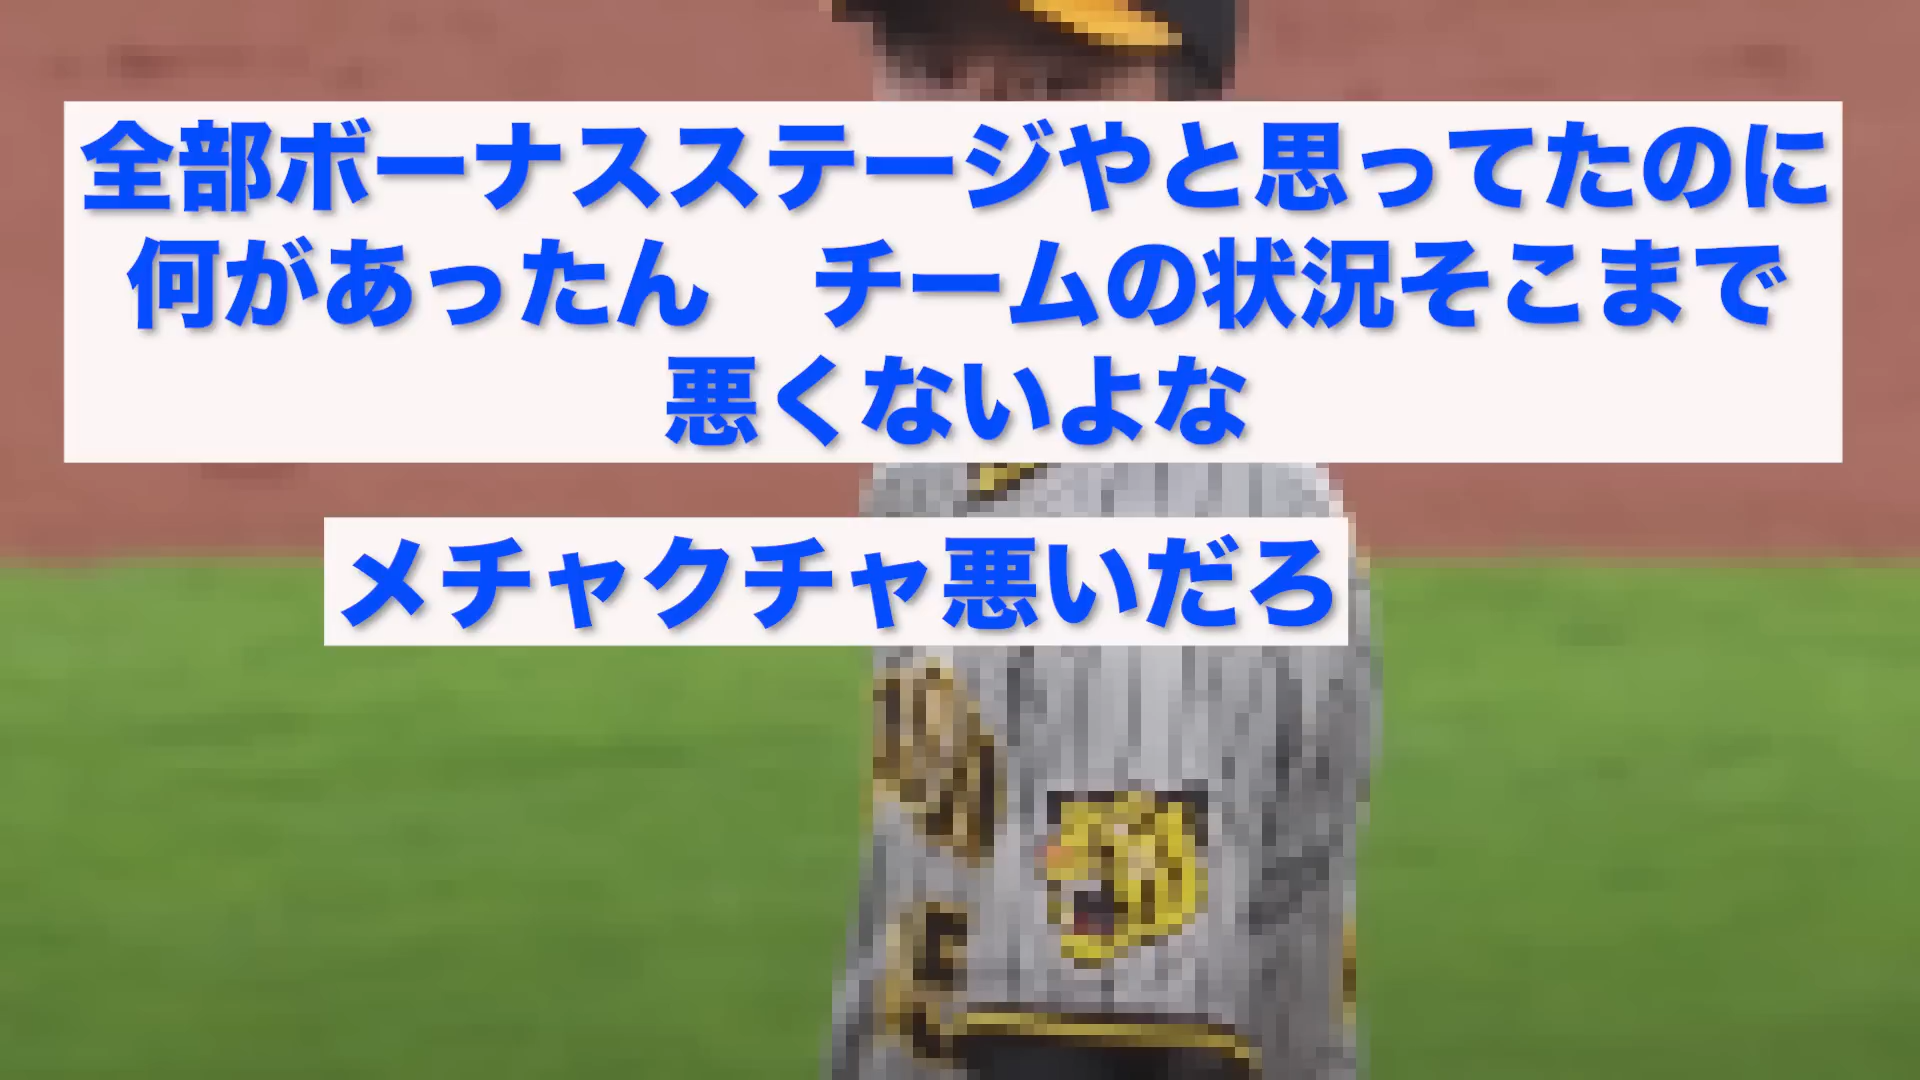 全部ボーナスステージやと思ってたのに
何があったん　チームの状況そこまで
悪くないよな
メチャクチャ悪いだろ